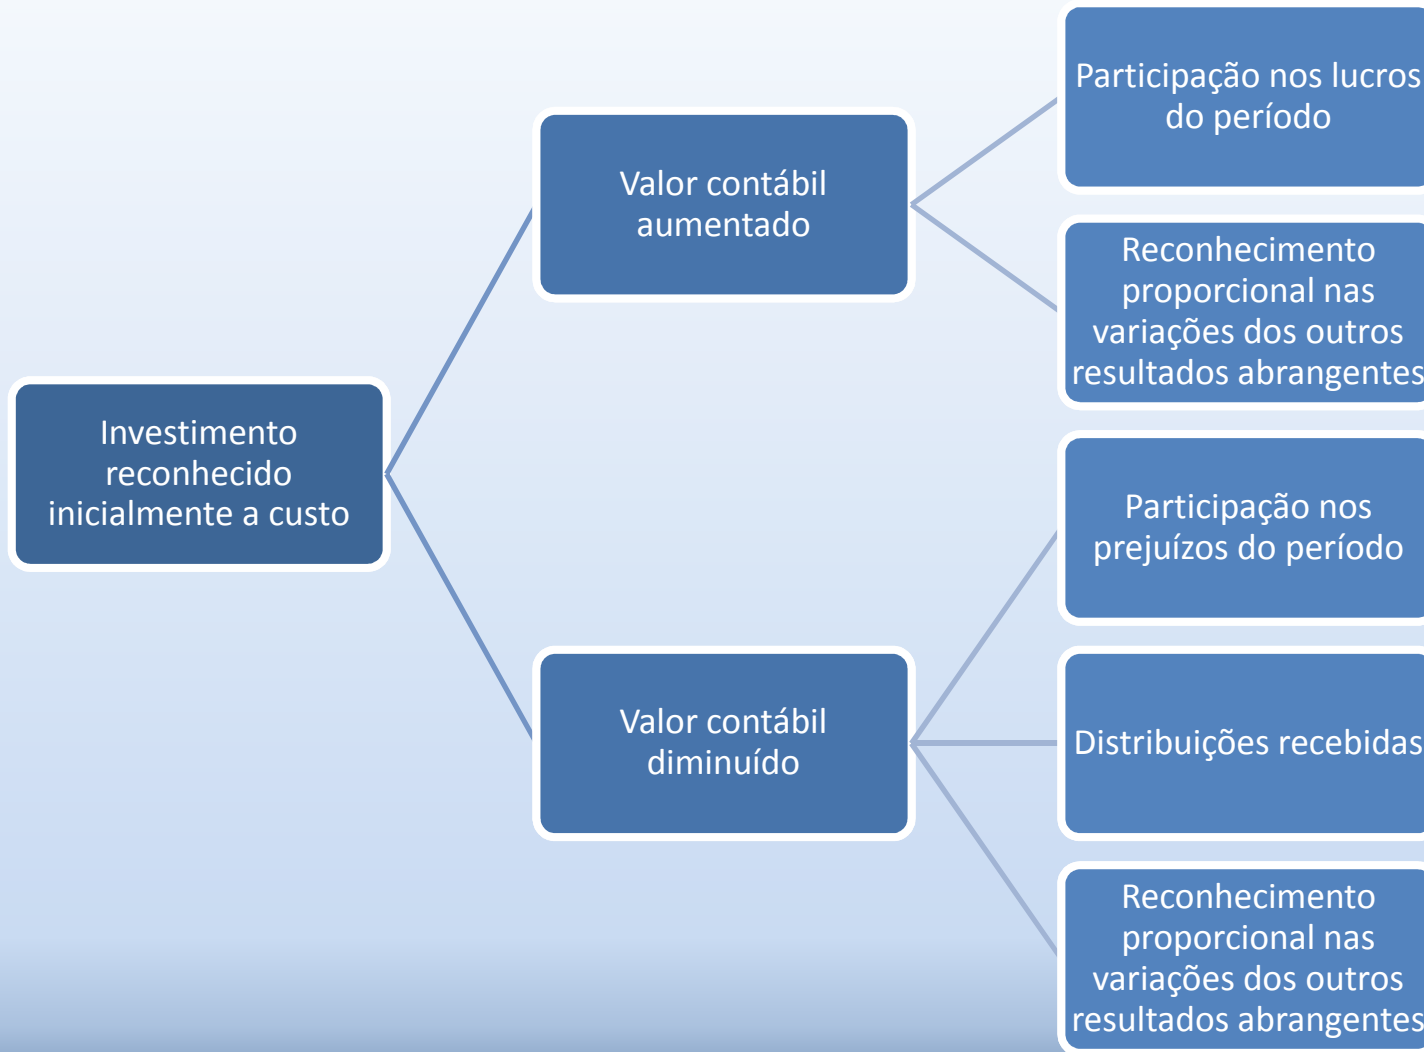 Investimento
reconhecido
inicialmente a custo
Valor contábil
aumentado
Participação nos lucros
do período
Reconhecimento
proporcional nas
variações dos outros
resultados abrangentes
Valor contábil
diminuído
Participação nos
prejuízos do período
Distribuições recebidas
Reconhecimento
proporcional nas
variações dos outros
resultados abrangentes